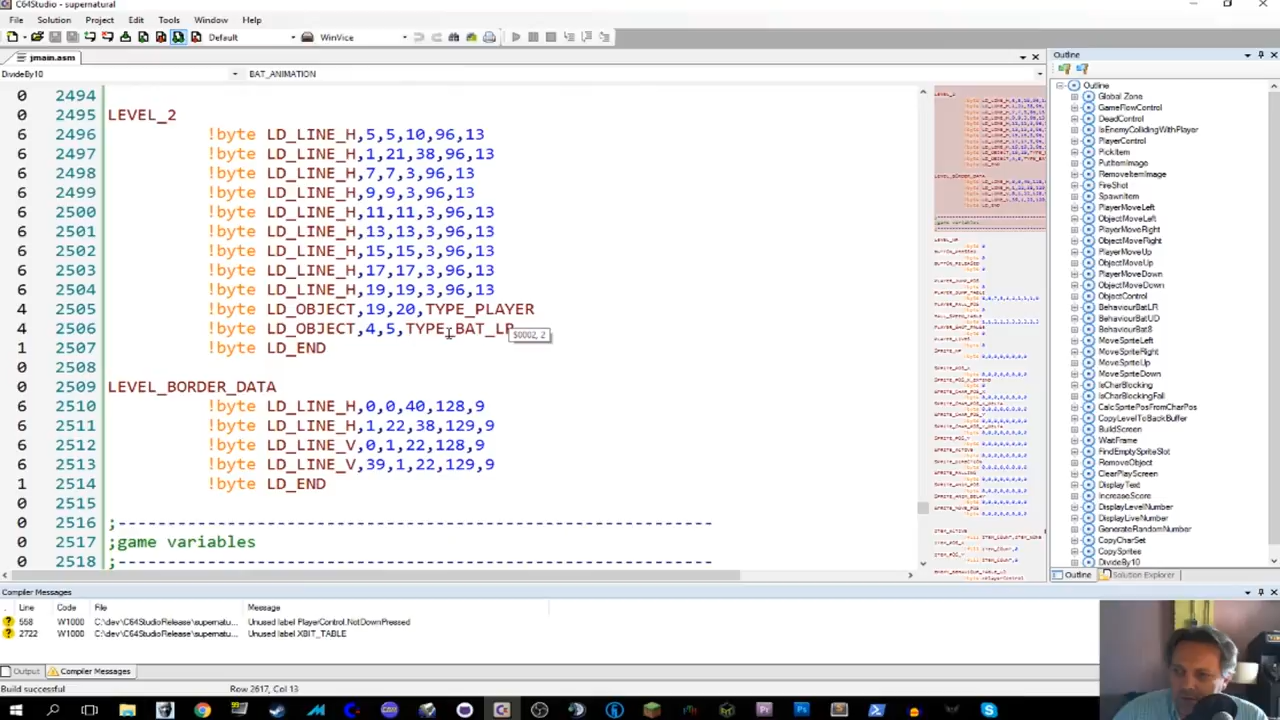 C64Studio - supernatural
File Solution Project Edit Tools Window Help
Default WinVice
jmain.asm
DivideBy10 BAT_ANIMATION
0 2494
0 2495 LEVEL_2
6 2496 !byte LD_LINE_H,5,5,10,96,13
6 2497 !byte LD_LINE_H,1,21,38,96,13
6 2498 !byte LD_LINE_H,7,7,3,96,13
6 2499 !byte LD_LINE_H,9,9,3,96,13
6 2500 !byte LD_LINE_H,11,11,3,96,13
6 2501 !byte LD_LINE_H,13,13,3,96,13
6 2502 !byte LD_LINE_H,15,15,3,96,13
6 2503 !byte LD_LINE_H,17,17,3,96,13
6 2504 !byte LD_LINE_H,19,19,3,96,13
4 2505 !byte LD_OBJECT,19,20,TYPE_PLAYER
4 2506 !byte LD_OBJECT,4,5,TYPE_BAT_LR
$0002, 2
1 2507 !byte LD_END
0 2508
0 2509 LEVEL_BORDER_DATA
6 2510 !byte LD_LINE_H,0,0,40,128,9
6 2511 !byte LD_LINE_H,1,22,38,129,9
6 2512 !byte LD_LINE_V,0,1,22,128,9
6 2513 !byte LD_LINE_V,39,1,22,129,9
1 2514 !byte LD_END
0 2515
0 2516 ;---------------------------------------------------------------
0 2517 ;game variables
0 2518 ;---------------------------------------------------------------
Outline
Outline
Global Zone
GameFlowControl
DeadControl
IsEnemyCollidingWithPlayer
PlayerControl
PickItem
PutItemImage
RemoveItemImage
FireShot
SpawnItem
PlayerMoveLeft
ObjectMoveLeft
PlayerMoveRight
ObjectMoveRight
PlayerMoveUp
ObjectMoveUp
PlayerMoveDown
ObjectMoveDown
ObjectControl
BehaviourBatLR
BehaviourBatUD
BehaviourBat8
MoveSpriteLeft
MoveSpriteRight
MoveSpriteUp
MoveSpriteDown
IsCharBlocking
IsCharBlockingFall
CalcSpritePosFromCharPos
CopyLevelToBackBuffer
BuildScreen
WaitFrame
FindEmptySpriteSlot
RemoveObject
ClearPlayScreen
DisplayText
IncreaseScore
DisplayLevelNumber
DisplayLiveNumber
GenerateRandomNumber
CopyCharSet
CopySprites
DivideBy10
Outline Solution Explorer
Compiler Messages
Line Code File Message
558 W1000 C:\dev\C64StudioRelease\supernatu... Unused label PlayerControl.NotDownPressed
2722 W1000 C:\dev\C64StudioRelease\supernatu... Unused label XBIT_TABLE
Output Compiler Messages
Build successful Row 2617, Col 13